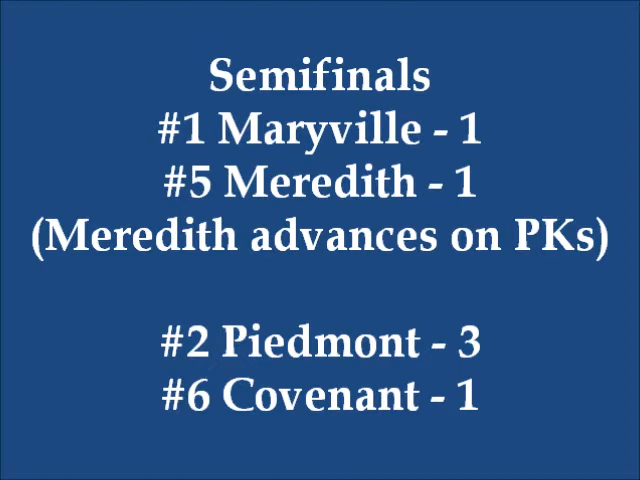 Semifinals
#1 Maryville - 1
#5 Meredith - 1
(Meredith advances on PKs)
#2 Piedmont - 3
#6 Covenant - 1